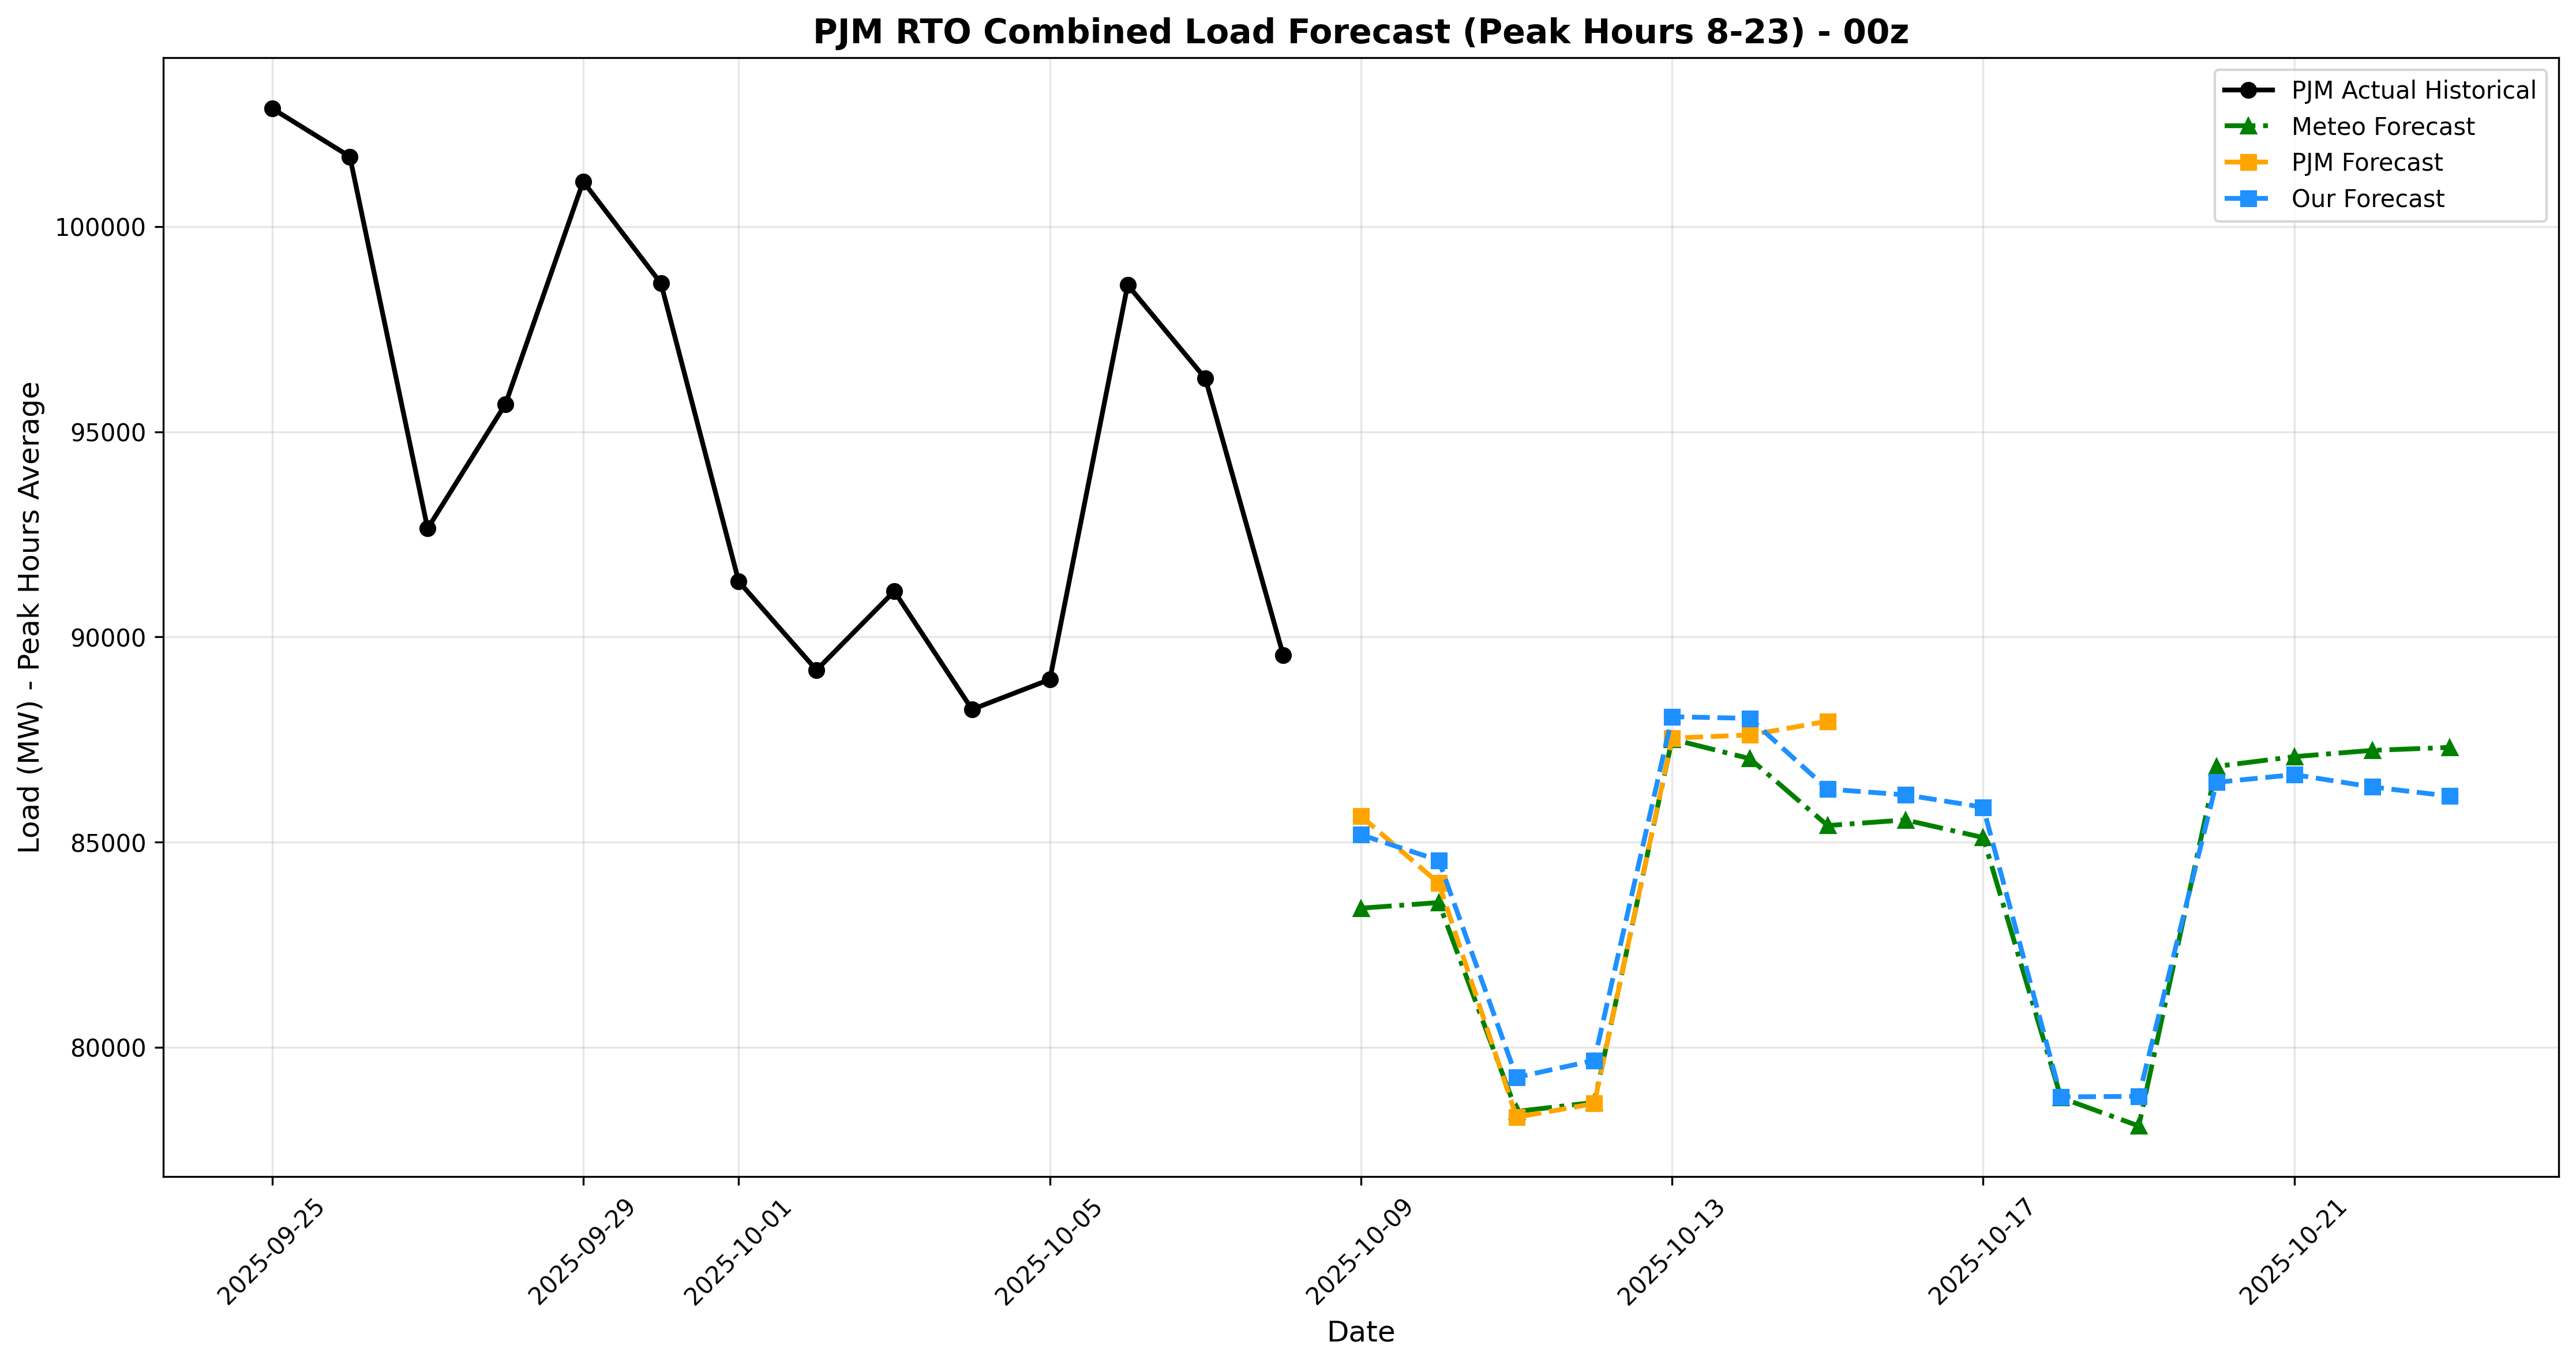 PJM RTO Combined Load Forecast (Peak Hours 8-23) - 00z
PJM Actual Historical
Meteo Forecast
PJM Forecast
Our Forecast
Load (MW) - Peak Hours Average
100000
95000
90000
85000
80000
2025-09-25
2025-09-29
2025-10-01
2025-10-05
2025-10-09
2025-10-13
2025-10-17
2025-10-21
Date